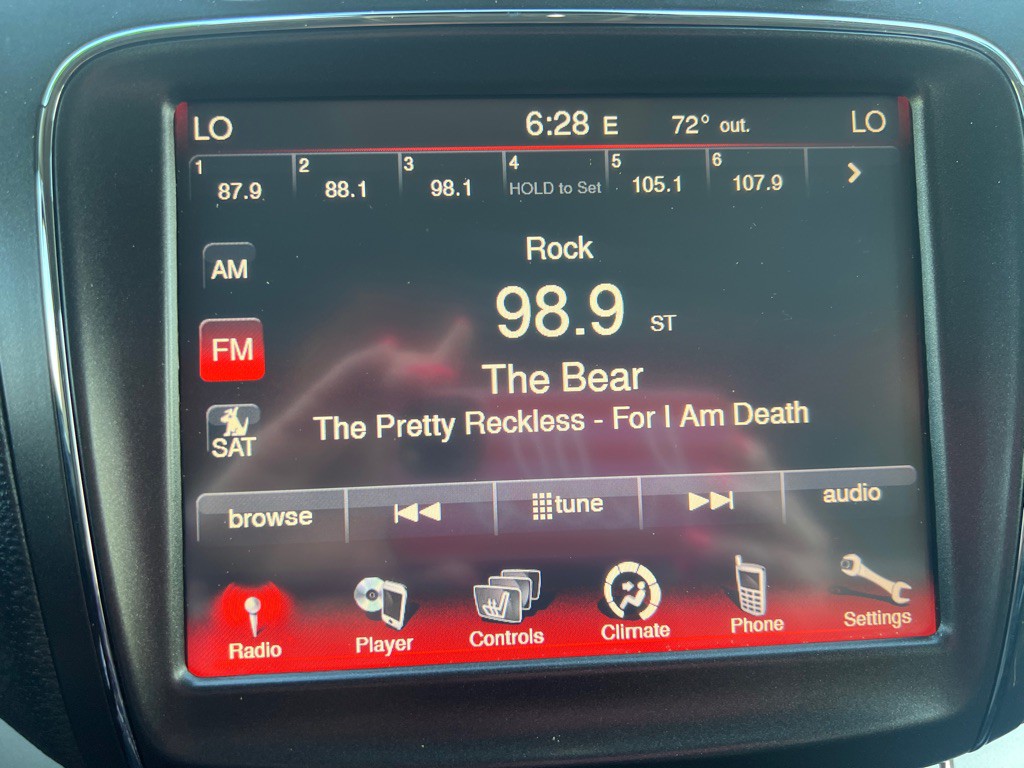 LO 6:28 E 72° out. LO
1 2 3 4 5 6
87.9 88.1 98.1 HOLD to Set 105.1 107.9 >
Rock
AM
98.9 ST
FM
The Bear
The Pretty Reckless - For I Am Death
SAT
browse tune audio
Radio Player Controls Climate Phone Settings